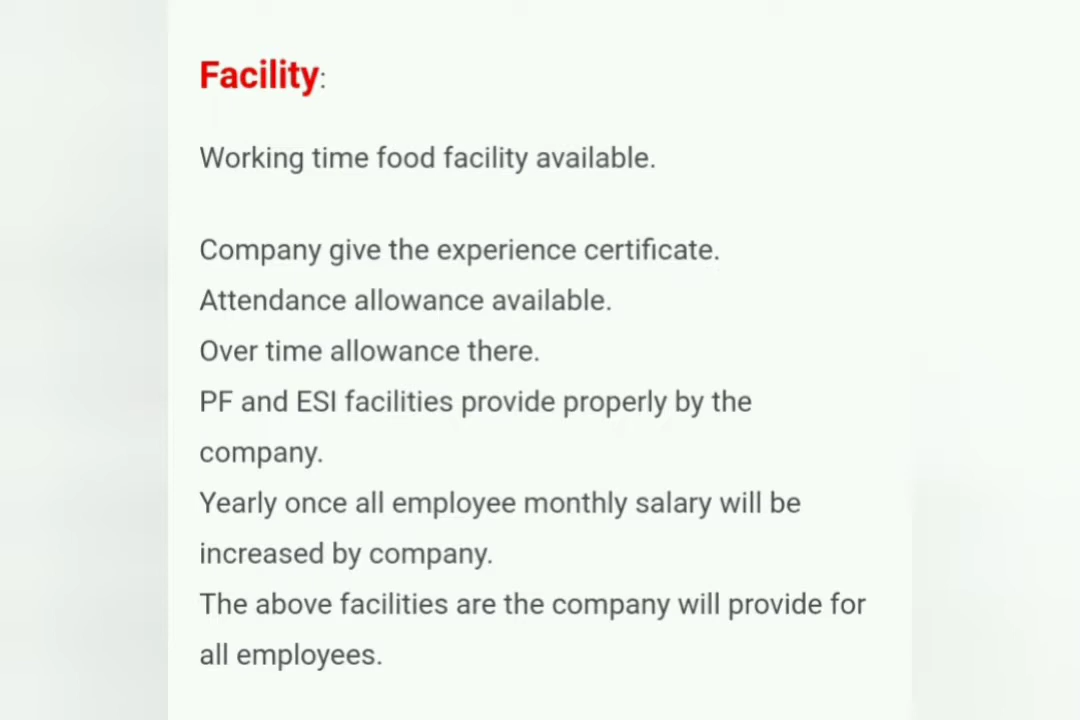 Facility:
Working time food facility available.
Company give the experience certificate.
Attendance allowance available.
Over time allowance there.
PF and ESI facilities provide properly by the
company.
Yearly once all employee monthly salary will be
increased by company.
The above facilities are the company will provide for
all employees.